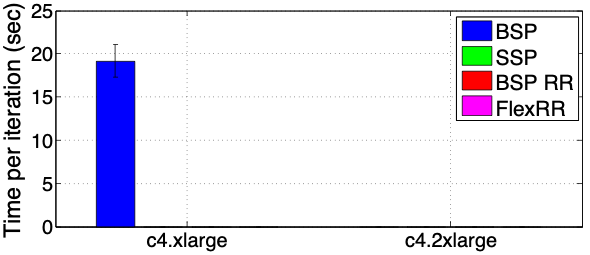 Time per iteration (sec)
25
20
15
10
5
0
BSP
SSP
BSP RR
FlexRR
c4.xlarge
c4.2xlarge